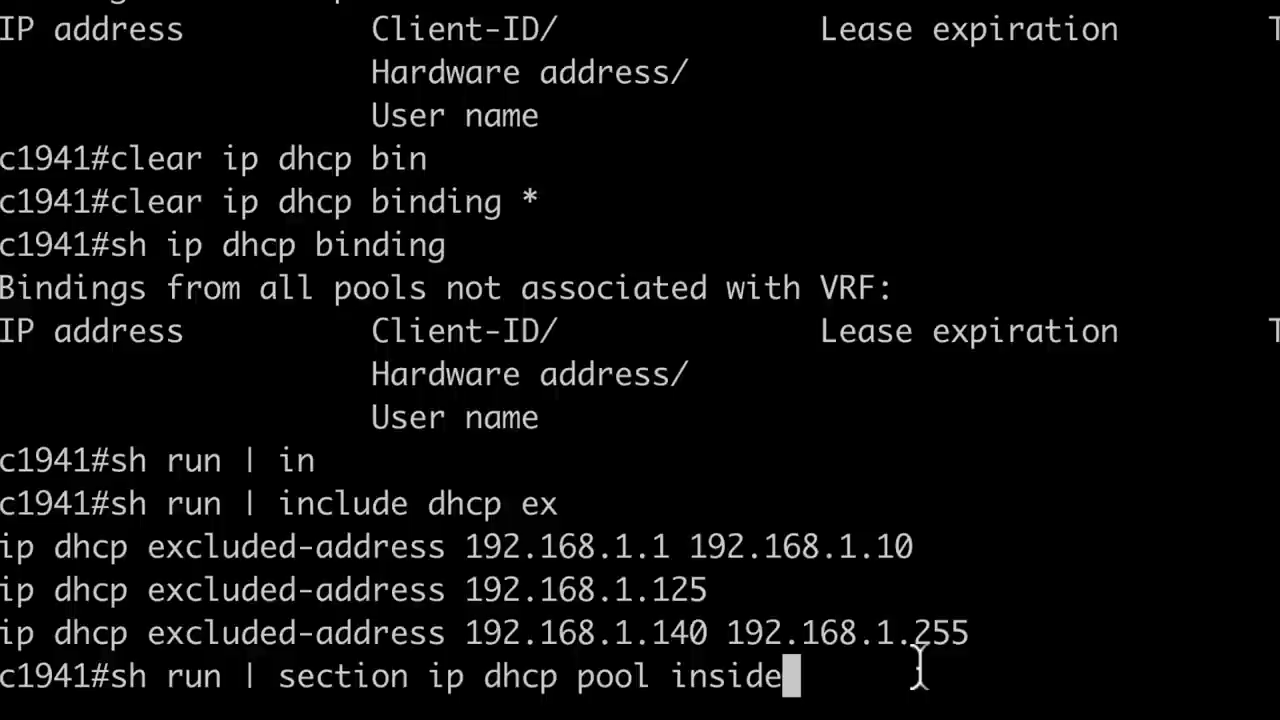 IP address Client-ID/ Lease expiration T
Hardware address/
User name
c1941#clear ip dhcp bin
c1941#clear ip dhcp binding *
c1941#sh ip dhcp binding
Bindings from all pools not associated with VRF:
IP address Client-ID/ Lease expiration T
Hardware address/
User name
c1941#sh run | in
c1941#sh run | include dhcp ex
ip dhcp excluded-address 192.168.1.1 192.168.1.10
ip dhcp excluded-address 192.168.1.125
ip dhcp excluded-address 192.168.1.140 192.168.1.255
c1941#sh run | section ip dhcp pool inside